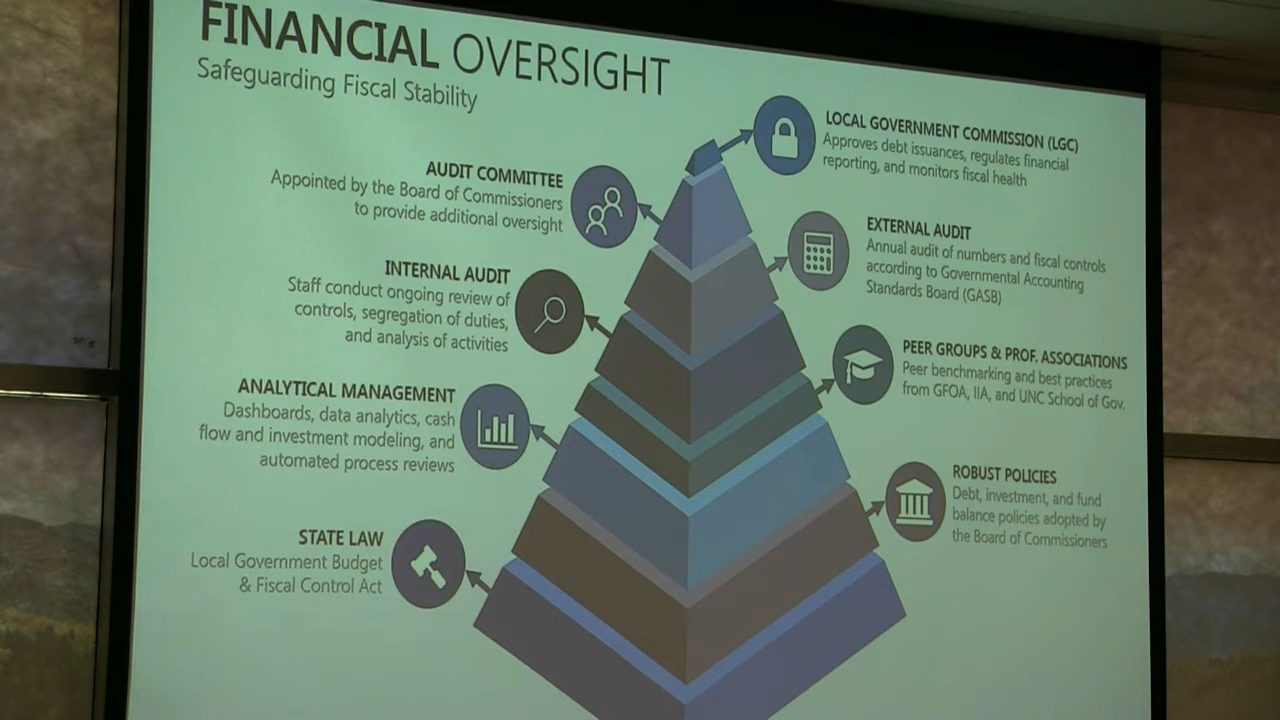 FINANCIAL OVERSIGHT
Safeguarding Fiscal Stability
LOCAL GOVERNMENT COMMISSION (LGC)
Approves debt issuances, regulates financial
reporting, and monitors fiscal health
AUDIT COMMITTEE
Appointed by the Board of Commissioners
to provide additional oversight
EXTERNAL AUDIT
Annual audit of numbers and fiscal controls
according to Governmental Accounting
Standards Board (GASB)
INTERNAL AUDIT
Staff conduct ongoing review of
controls, segregation of duties,
and analysis of activities
PEER GROUPS & PROF. ASSOCIATIONS
Peer benchmarking and best practices
from GFOA, IIA, and UNC School of Gov.
ANALYTICAL MANAGEMENT
Dashboards, data analytics, cash
flow and investment modeling, and
automated process reviews
ROBUST POLICIES
Debt, investment, and fund
balance policies adopted by
the Board of Commissioners
STATE LAW
Local Government Budget
& Fiscal Control Act